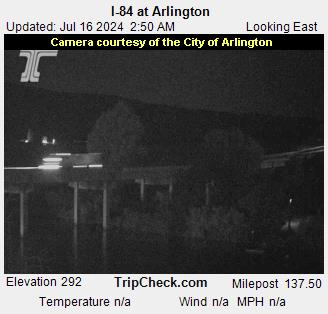 I-84 at Arlington
Updated: Jul 16 2024 2:50 AM Looking East
Camera courtesy of the City of Arlington
Elevation 292 TripCheck.com Milepost 137.50
Temperature n/a Wind n/a MPH n/a